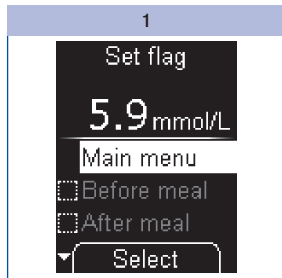 1
Set flag
5.9 mmol/L
Main menu
Before meal
After meal
Select